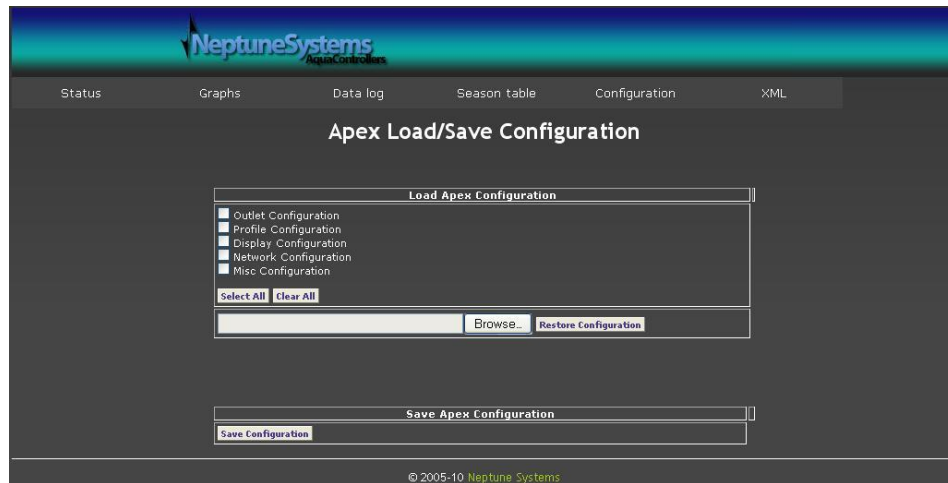 NeptuneSystems
AquaControllers
Status Graphs Data log Season table Configuration XML
Apex Load/Save Configuration
Load Apex Configuration
Outlet Configuration
Profile Configuration
Display Configuration
Network Configuration
Misc Configuration
Select All Clear All
Browse... Restore Configuration
Save Apex Configuration
Save Configuration
© 2005-10 Neptune Systems